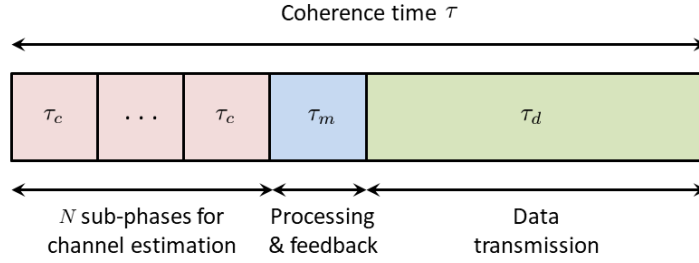 Coherence time τ
τ_c ... τ_c τ_m τ_d
N sub-phases for channel estimation
Processing & feedback
Data transmission